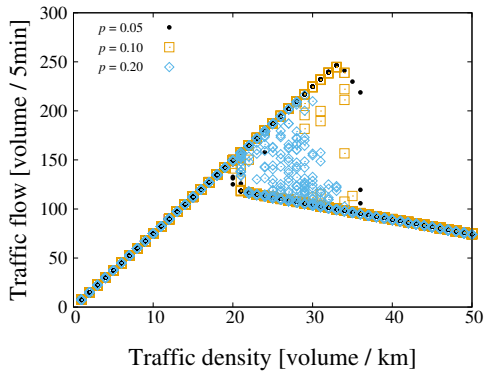 p = 0.05
p = 0.10
p = 0.20
300
250
200
150
100
50
0
0 10 20 30 40 50
Traffic flow [volume / 5min]
Traffic density [volume / km]